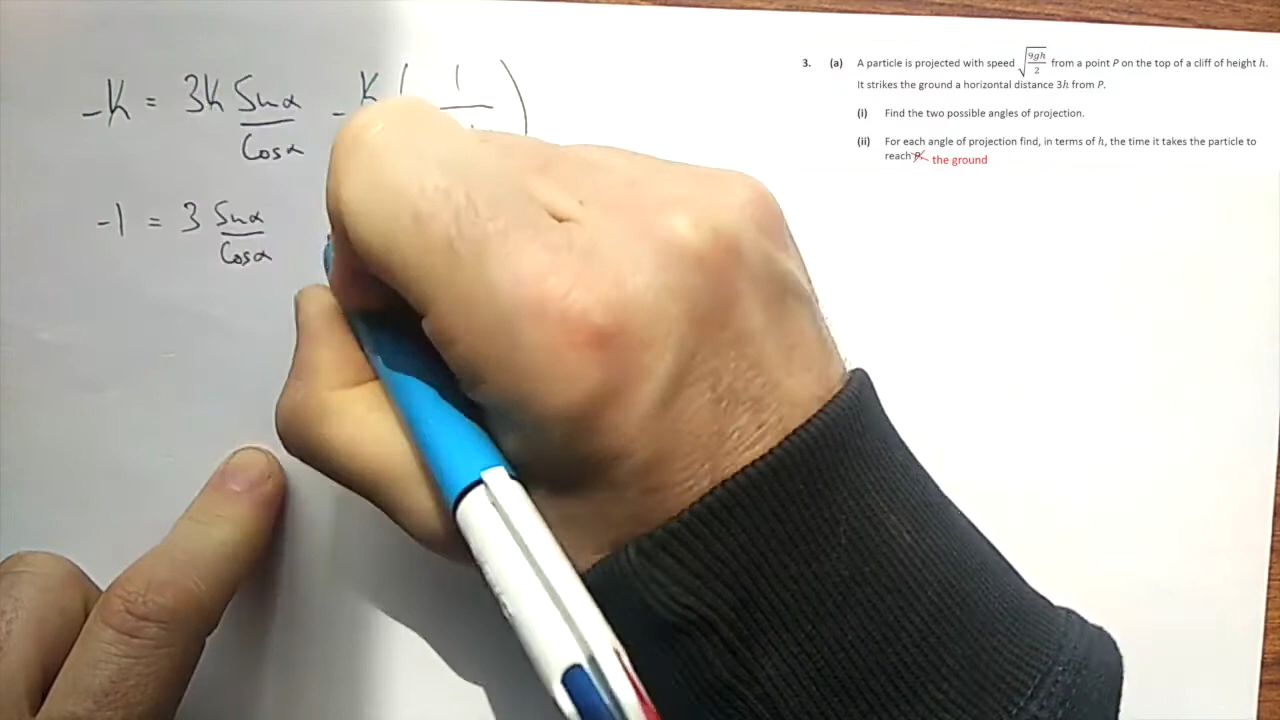 -h = 3h Sinα/Cosα - h ( 1
-1 = 3 Sinα/Cosα
3. (a) A particle is projected with speed √(9gh/2) from a point P on the top of a cliff of height h.
It strikes the ground a horizontal distance 3h from P.
(i) Find the two possible angles of projection.
(ii) For each angle of projection find, in terms of h, the time it takes the particle to
reach the ground